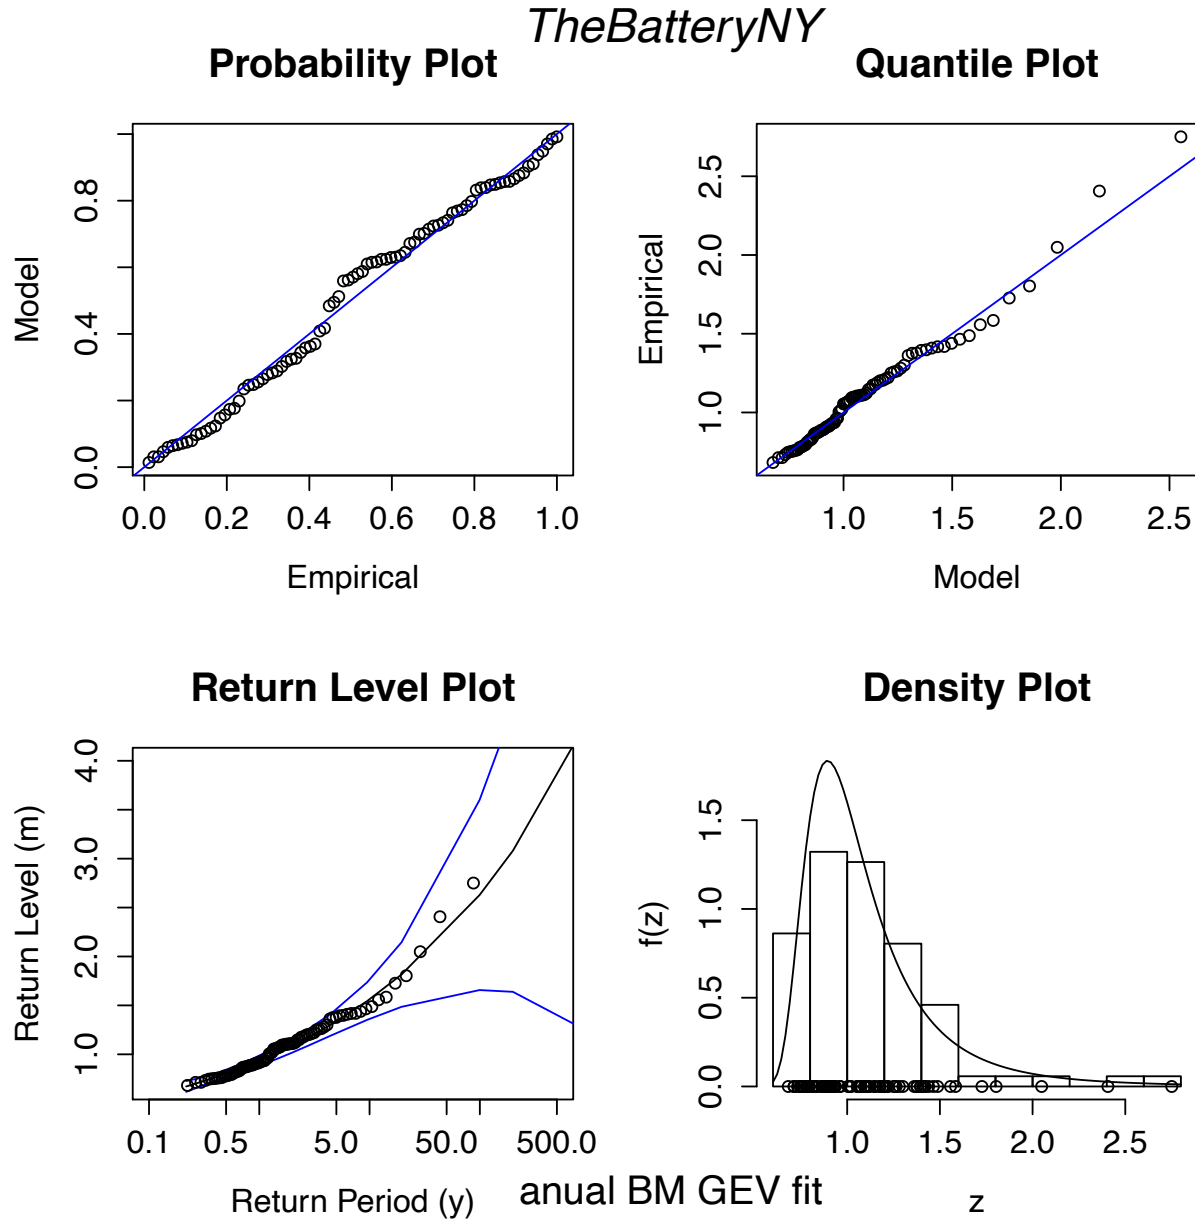 TheBatteryNY
Probability Plot
Model
0.0 0.4 0.8
0.0 0.2 0.4 0.6 0.8 1.0
Empirical
Quantile Plot
Empirical
1.0 1.5 2.0 2.5
1.0 1.5 2.0 2.5
Model
Return Level Plot
Return Level (m)
1.0 2.0 3.0 4.0
0.1 0.5 5.0 50.0 500.0
Return Period (y)
Density Plot
f(z)
0.0 0.5 1.0 1.5
1.0 1.5 2.0 2.5
z
anual BM GEV fit